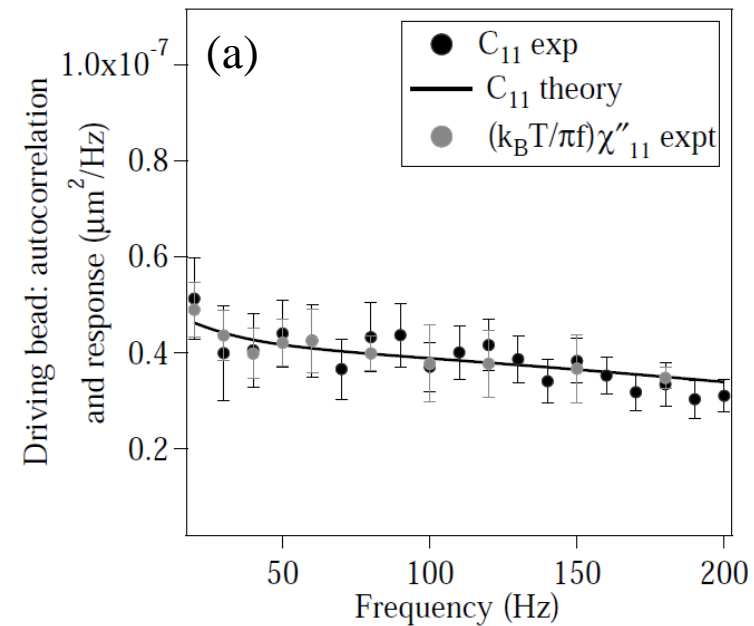 (a)
C₁₁ exp
C₁₁ theory
(k_BT/πf)χ″₁₁ expt
Driving bead: autocorrelation
and response (μm²/Hz)
1.0x10⁻⁷
0.8
0.6
0.4
0.2
50 100 150 200
Frequency (Hz)